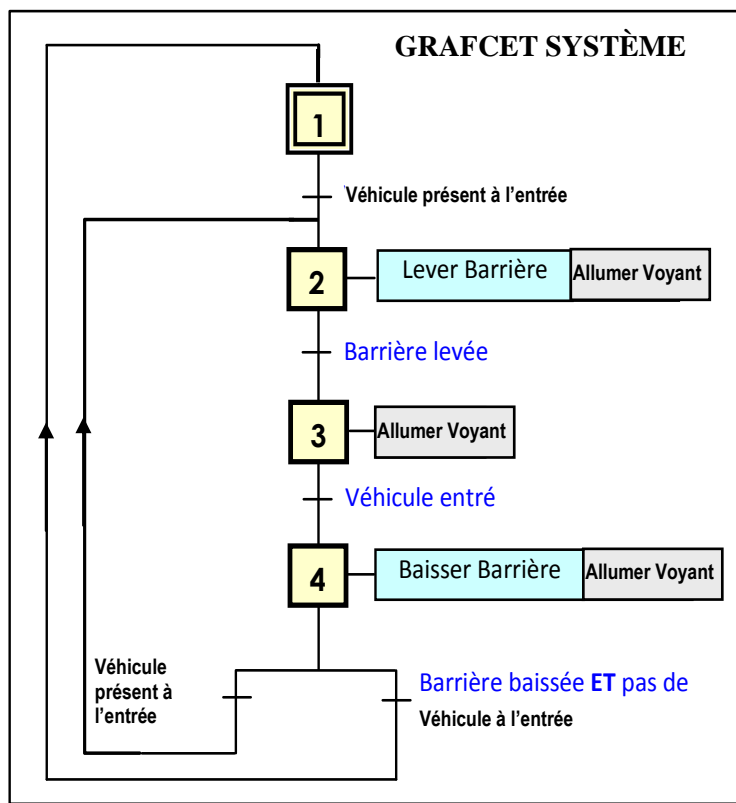 GRAFCET SYSTÈME
1
Véhicule présent à l'entrée
2
Lever Barrière
Allumer Voyant
Barrière levée
3
Allumer Voyant
Véhicule entré
4
Baisser Barrière
Allumer Voyant
Véhicule
présent à
l'entrée
Barrière baissée ET pas de
Véhicule à l'entrée